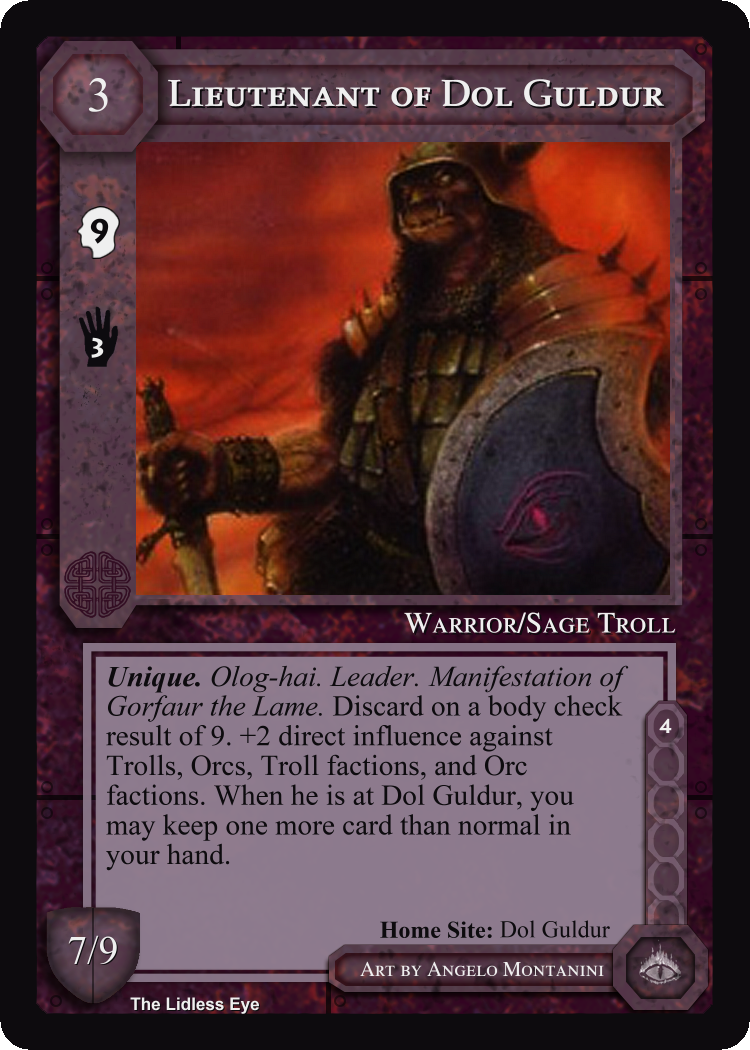 3
Lieutenant of Dol Guldur
9
3
Warrior/Sage Troll
Unique. Olog-hai. Leader. Manifestation of
Gorfaur the Lame. Discard on a body check
result of 9. +2 direct influence against
Trolls, Orcs, Troll factions, and Orc
factions. When he is at Dol Guldur, you
may keep one more card than normal in
your hand.
4
Home Site: Dol Guldur
7/9
Art by Angelo Montanini
The Lidless Eye